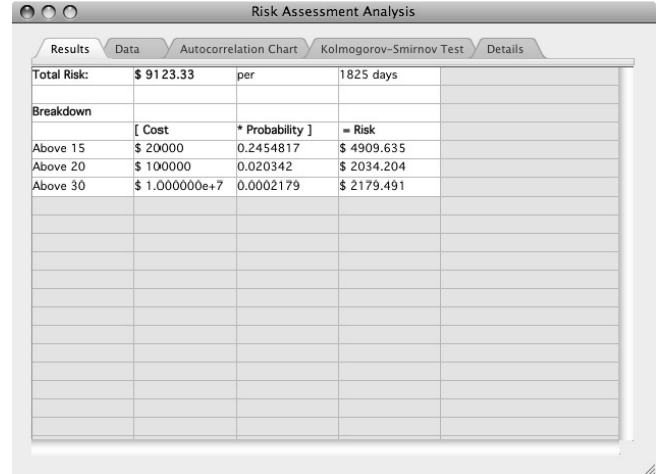 Risk Assessment Analysis
Results Data Autocorrelation Chart Kolmogorov-Smirnov Test Details
Total Risk: $ 9123.33 per 1825 days
Breakdown
[ Cost * Probability ] = Risk
Above 15 $ 20000 0.2454817 $ 4909.635
Above 20 $ 100000 0.020342 $ 2034.204
Above 30 $ 1.000000e+7 0.0002179 $ 2179.491